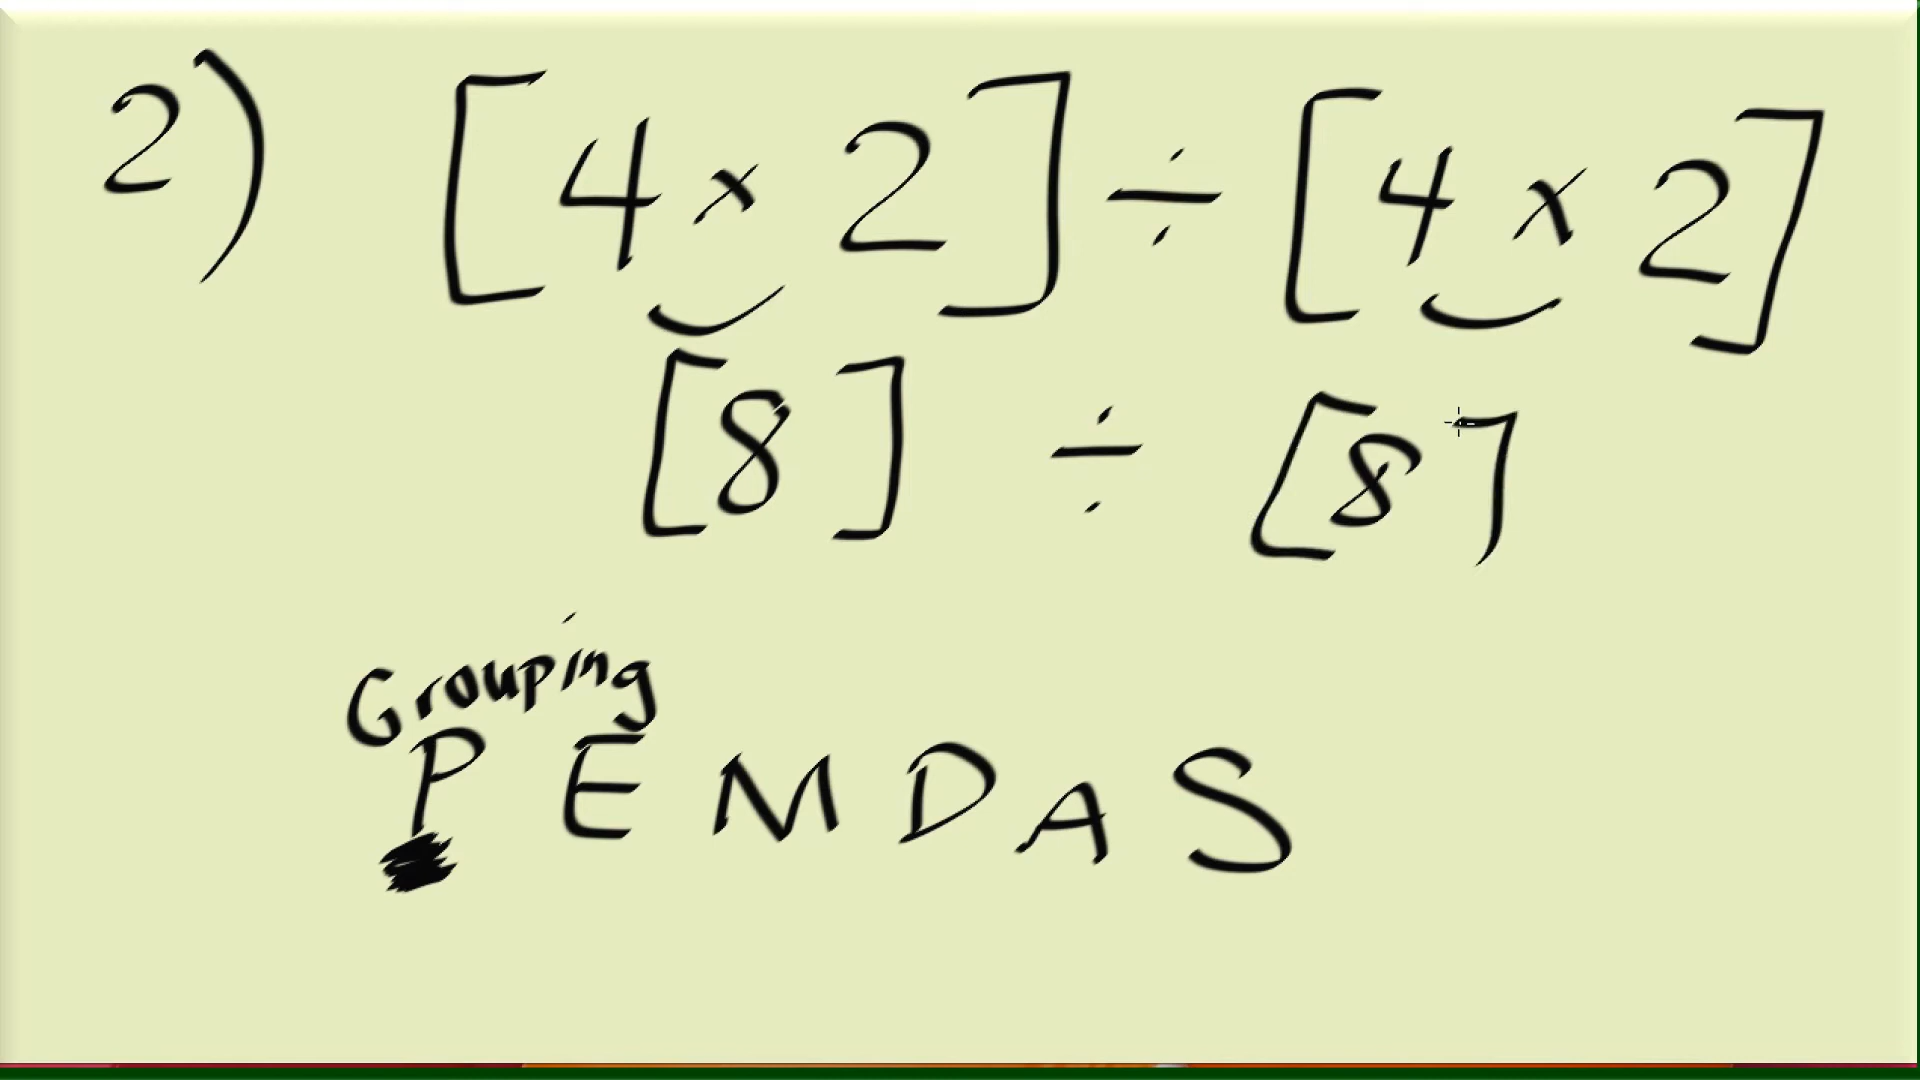 2) [4 × 2] ÷ [4 × 2]
[8] ÷ [8]
Grouping
PEMDAS